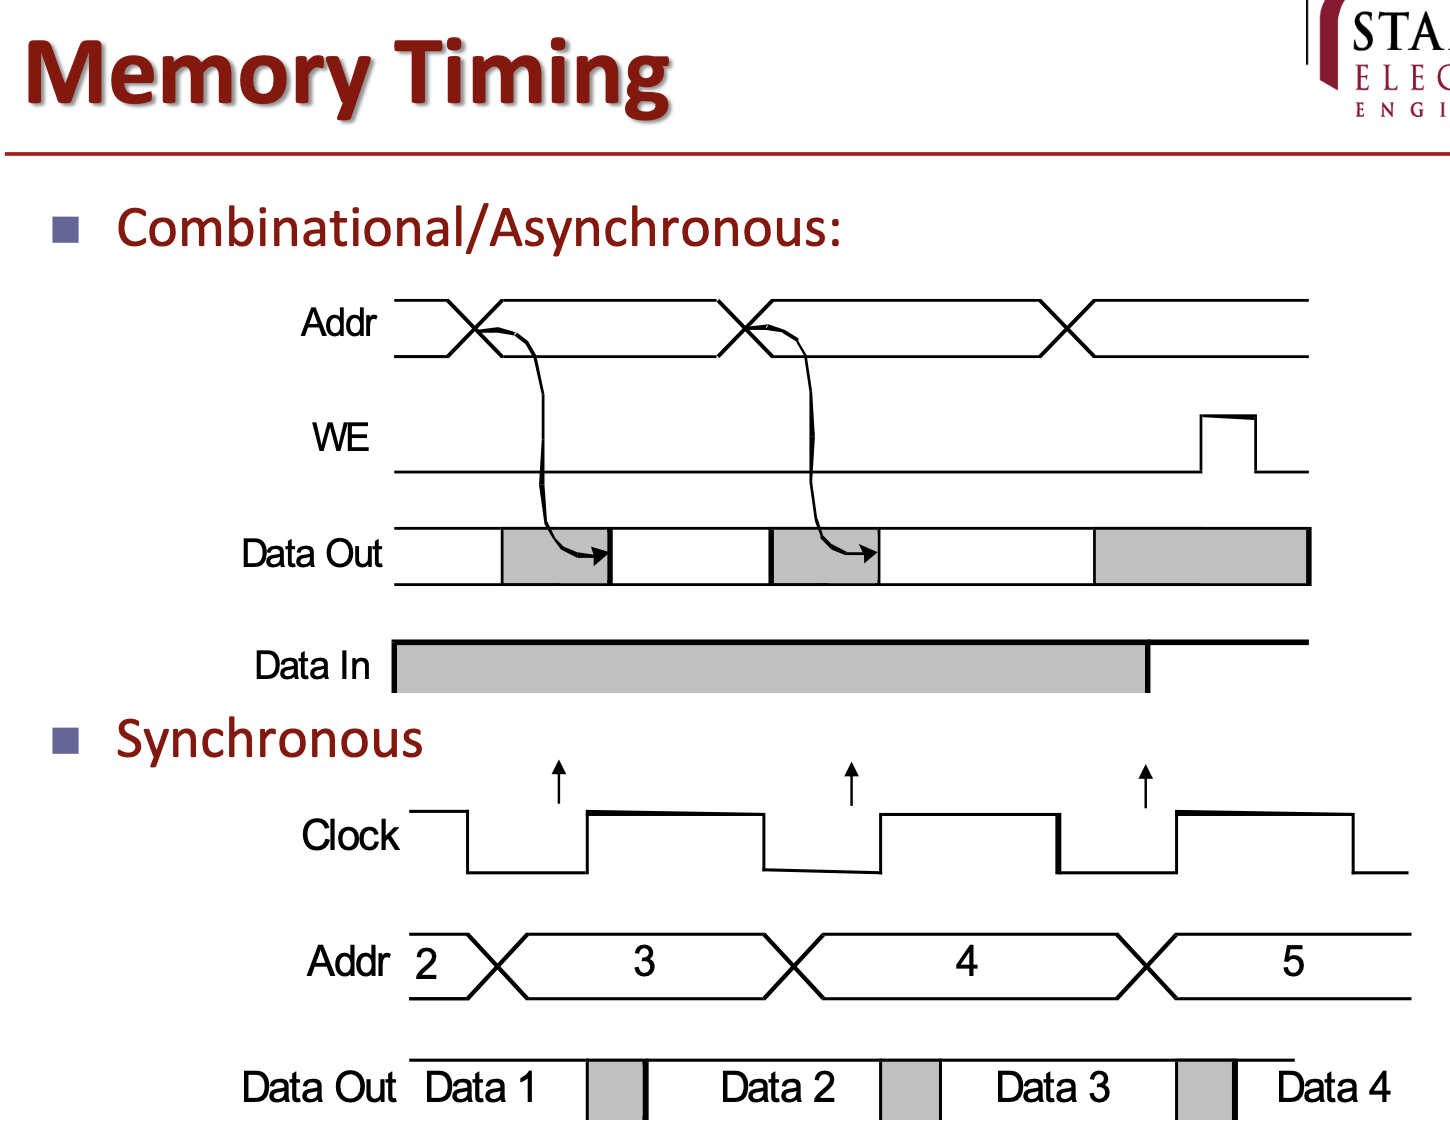 Memory Timing
STA
ELEC
ENGI
Combinational/Asynchronous:
Addr
WE
Data Out
Data In
Synchronous
Clock
Addr 2 3 4 5
Data Out Data 1 Data 2 Data 3 Data 4